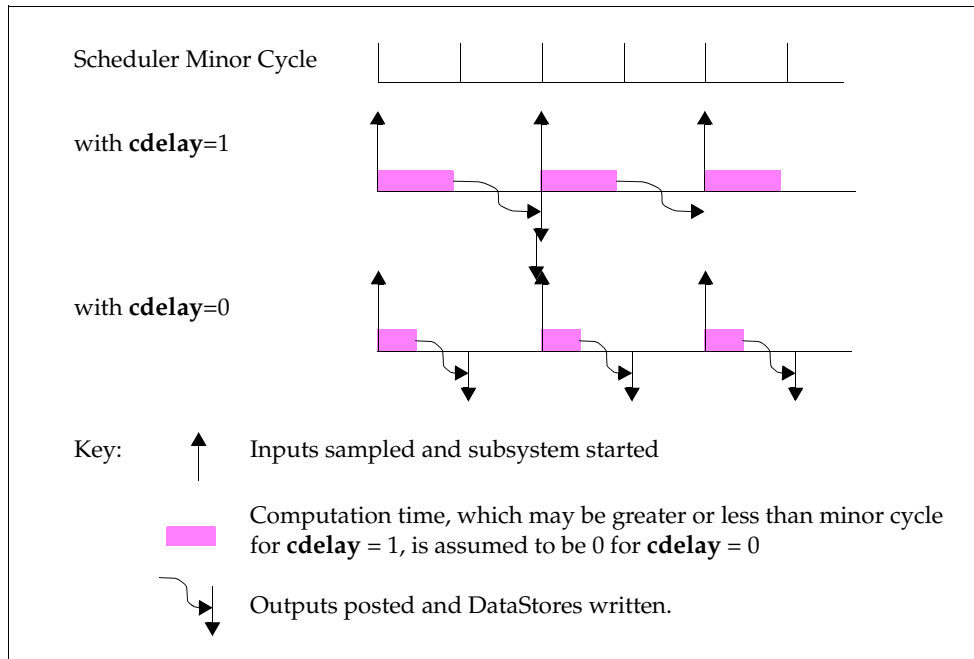 Scheduler Minor Cycle
with cdelay=1
with cdelay=0
Key:
Inputs sampled and subsystem started
Computation time, which may be greater or less than minor cycle
for cdelay = 1, is assumed to be 0 for cdelay = 0
Outputs posted and DataStores written.